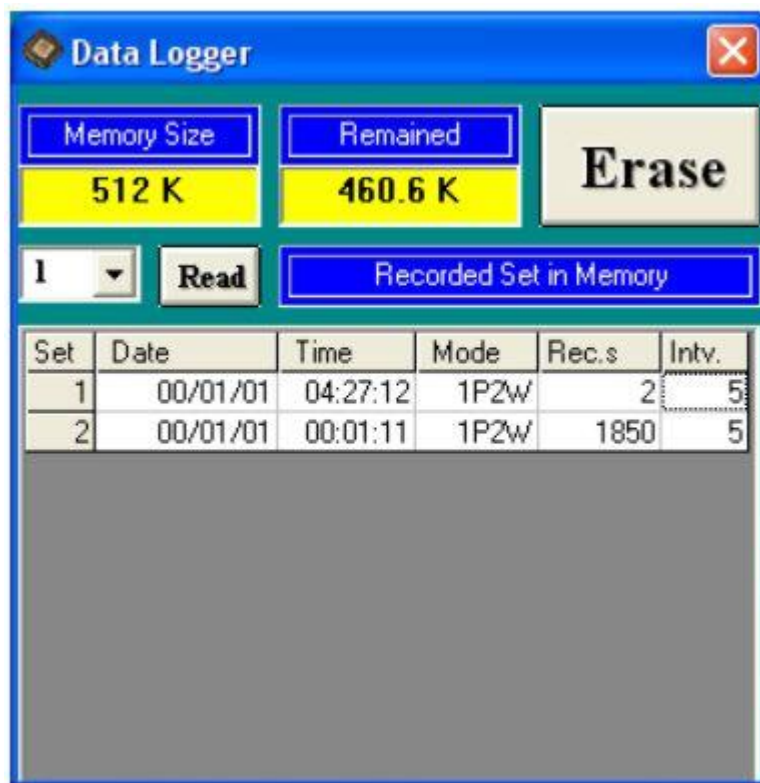 Data Logger
Memory Size Remained Erase
512 K 460.6 K
1 Read Recorded Set in Memory
Set Date Time Mode Rec.s Intv.
1 00/01/01 04:27:12 1P2W 2 5
2 00/01/01 00:01:11 1P2W 1850 5